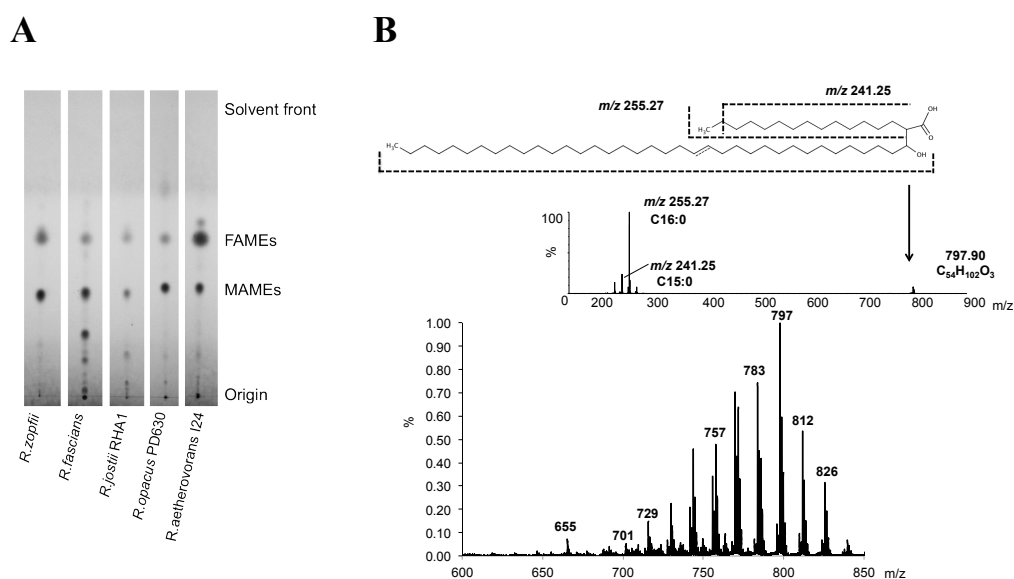 A
B
Solvent front
FAMEs
MAMEs
Origin
R.zopfii
R.fascians
R.jostii RHA1
R.opacus PD630
R.aetherovorans I24
m/z 241.25
m/z 255.27
H₃C
OH
O
H₃C
OH
100
%
m/z 255.27
C16:0
m/z 241.25
C15:0
797.90
C₅₄H₁₀₂O₃
0 200 300 400 500 600 700 800 900 m/z
1.00
0.90
0.80
0.70
0.60
0.50
0.40
0.30
0.20
0.10
0.00
%
655
701
729
757
783
797
812
826
600 650 700 750 800 850 m/z